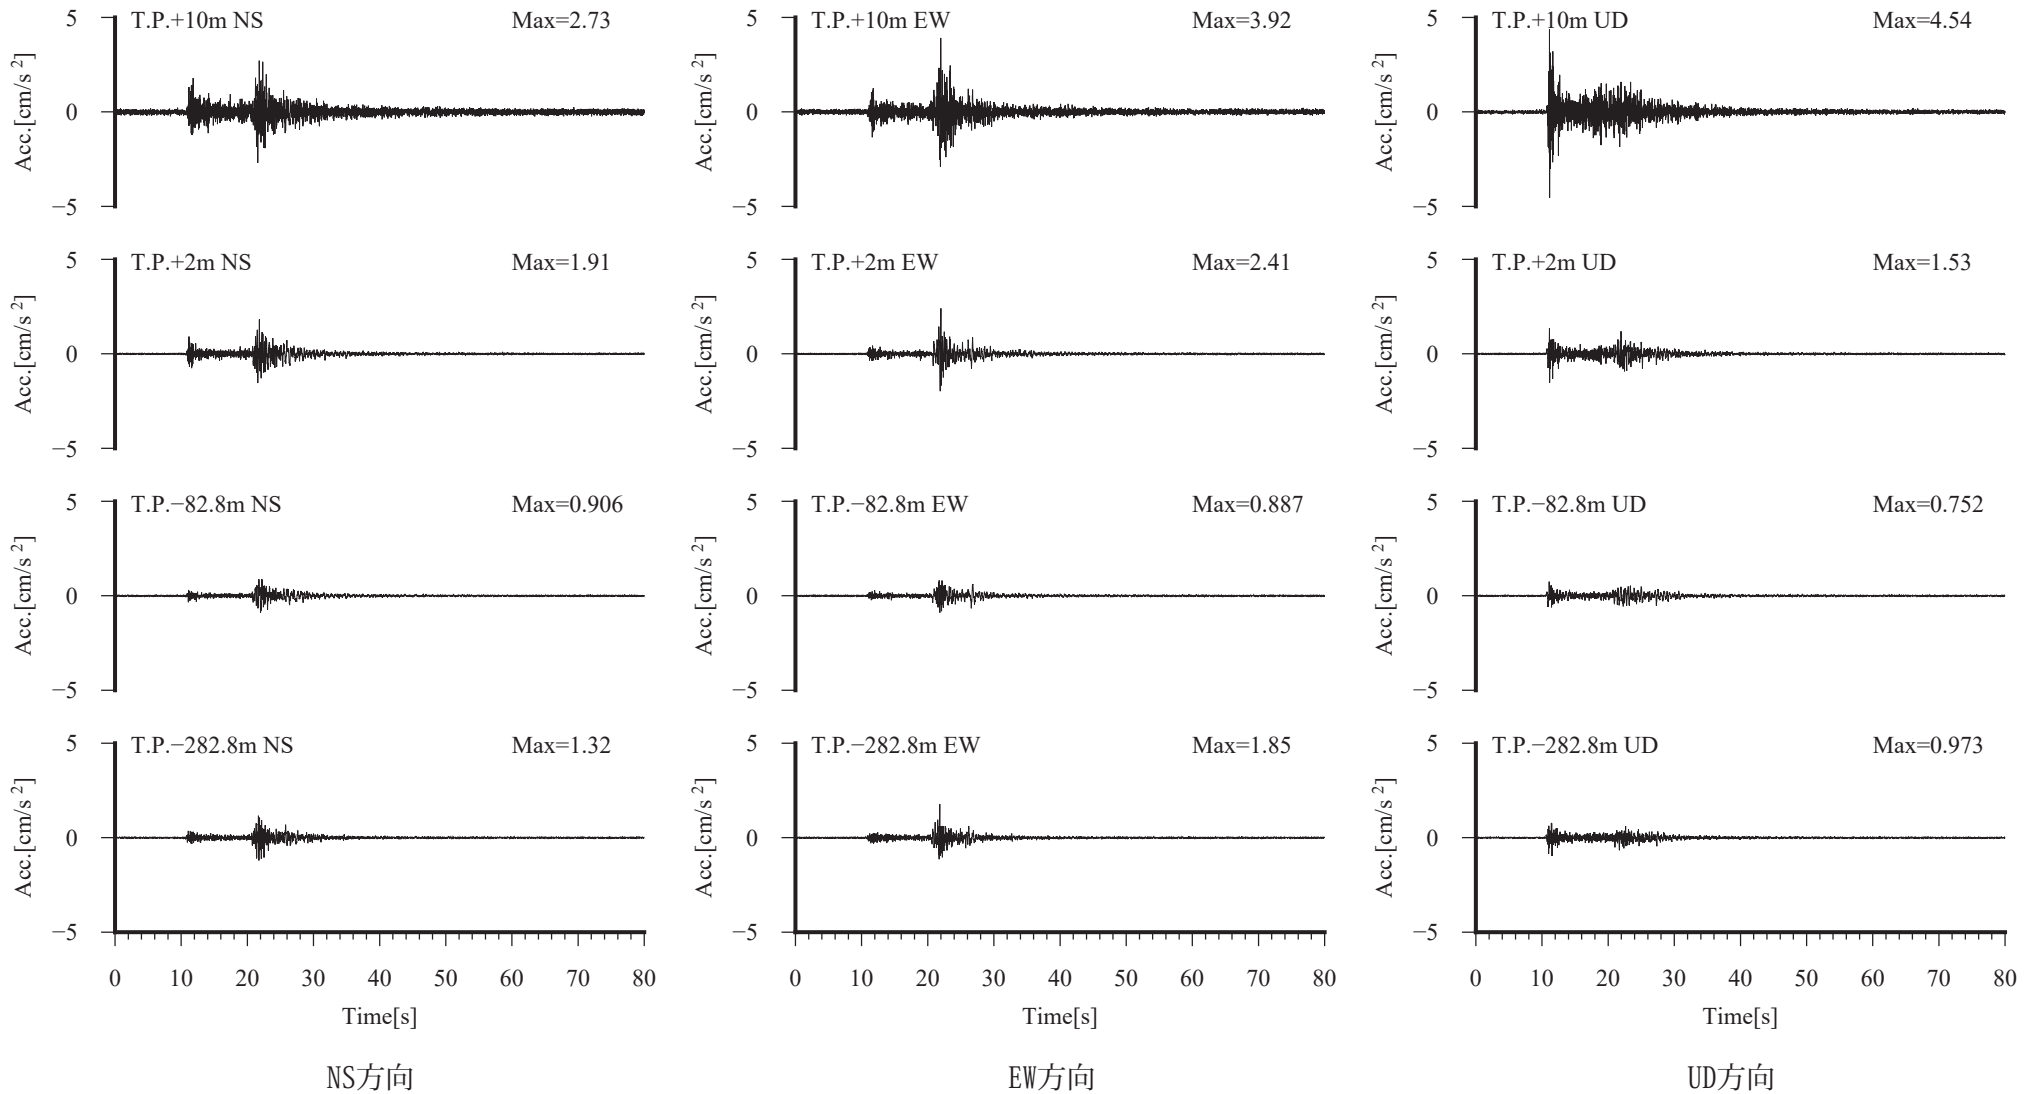 T.P.+10m NS Max=2.73
5
0
−5
Acc.[cm/s 2]
T.P.+2m NS Max=1.91
5
0
−5
Acc.[cm/s 2]
T.P.−82.8m NS Max=0.906
5
0
−5
Acc.[cm/s 2]
T.P.−282.8m NS Max=1.32
5
0
−5
Acc.[cm/s 2]
0 10 20 30 40 50 60 70 80
Time[s]
NS方向
T.P.+10m EW Max=3.92
5
0
−5
Acc.[cm/s 2]
T.P.+2m EW Max=2.41
5
0
−5
Acc.[cm/s 2]
T.P.−82.8m EW Max=0.887
5
0
−5
Acc.[cm/s 2]
T.P.−282.8m EW Max=1.85
5
0
−5
Acc.[cm/s 2]
0 10 20 30 40 50 60 70 80
Time[s]
EW方向
T.P.+10m UD Max=4.54
5
0
−5
Acc.[cm/s 2]
T.P.+2m UD Max=1.53
5
0
−5
Acc.[cm/s 2]
T.P.−82.8m UD Max=0.752
5
0
−5
Acc.[cm/s 2]
T.P.−282.8m UD Max=0.973
5
0
−5
Acc.[cm/s 2]
0 10 20 30 40 50 60 70 80
Time[s]
UD方向